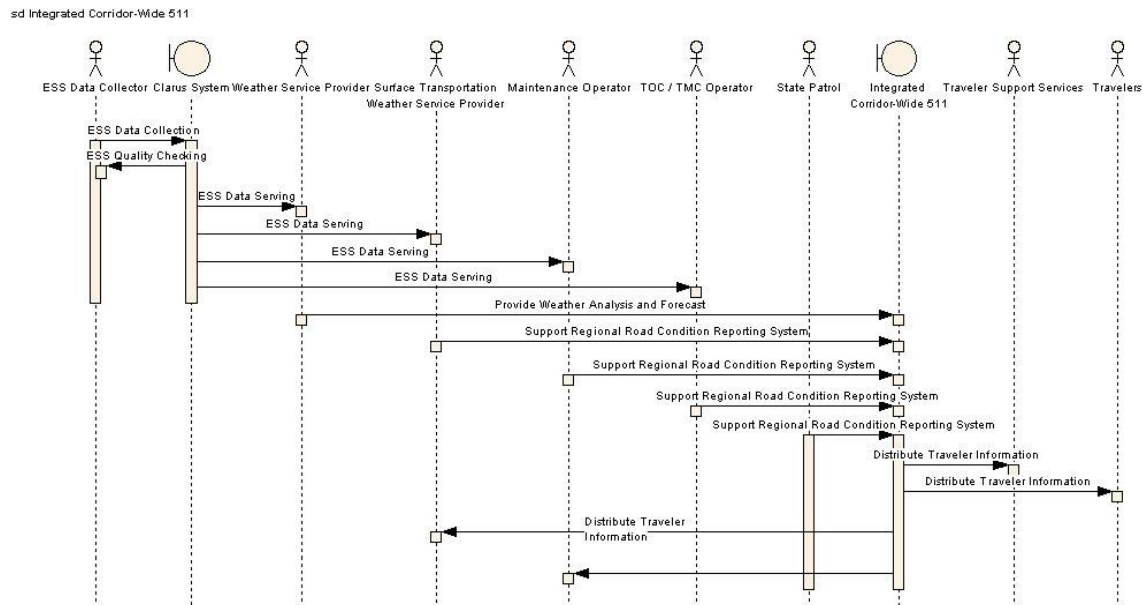 sd Integrated Corridor-Wide 511
ESS Data Collector Clarus System Weather Service Provider Surface Transportation Maintenance Operator TOC / TMC Operator State Patrol Integrated Traveler Support Services Travelers
Weather Service Provider Corridor-Wide 511
ESS Data Collection
ESS Quality Checking
ESS Data Serving
ESS Data Serving
ESS Data Serving
ESS Data Serving
Provide Weather Analysis and Forecast
Support Regional Road Condition Reporting System
Support Regional Road Condition Reporting System
Support Regional Road Condition Reporting System
Support Regional Road Condition Reporting System
Distribute Traveler Information
Distribute Traveler Information
Distribute Traveler
Information